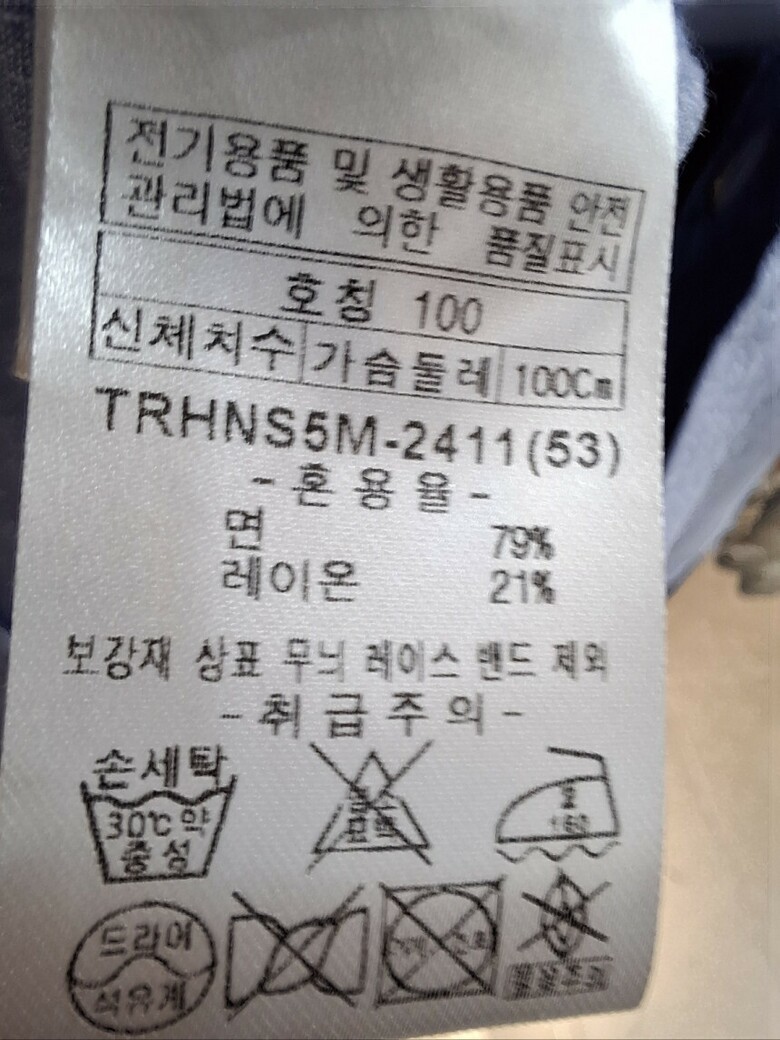 전기용품 및 생활용품 안전
관리법에 의한 품질표시
호칭 100
신체치수 가슴둘레 100Cm
TRHNS5M-2411(53)
- 혼용율 -
면 79%
레이온 21%
보강재 상표 무늬 레이스 밴드 제외
- 취급주의 -
손세탁
30℃ 약
중성
염소
표백
160
드라이
석유계